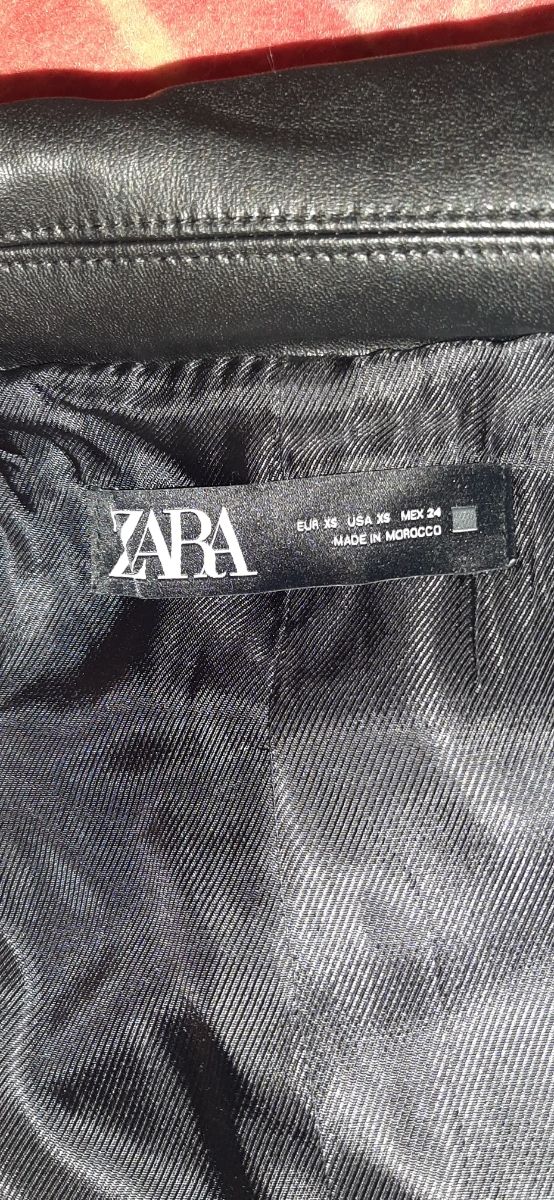 ZARA
EUR XS USA XS MEX 24
MADE IN MOROCCO